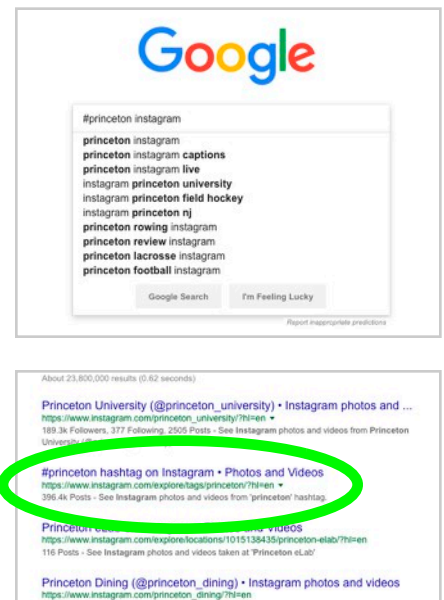 Google
#princeton instagram
princeton instagram
princeton instagram captions
princeton instagram live
instagram princeton university
instagram princeton field hockey
instagram princeton nj
princeton rowing instagram
princeton review instagram
princeton lacrosse instagram
princeton football instagram
Google Search I'm Feeling Lucky
Report inappropriate predictions
About 23,800,000 results (0.62 seconds)
Princeton University (@princeton_university) • Instagram photos and ...
https://www.instagram.com/princeton_university/?hl=en
189.3k Followers, 377 Following, 2505 Posts - See Instagram photos and videos from Princeton
University
#princeton hashtag on Instagram • Photos and Videos
https://www.instagram.com/explore/tags/princeton/?hl=en
396.4k Posts - See Instagram photos and videos from 'princeton' hashtag.
Princeton Videos
https://www.instagram.com/explore/locations/1015138435/princeton-elab/?hl=en
116 Posts - See Instagram photos and videos taken at 'Princeton eLab'
Princeton Dining (@princeton_dining) • Instagram photos and videos
https://www.instagram.com/princeton_dining/?hl=en